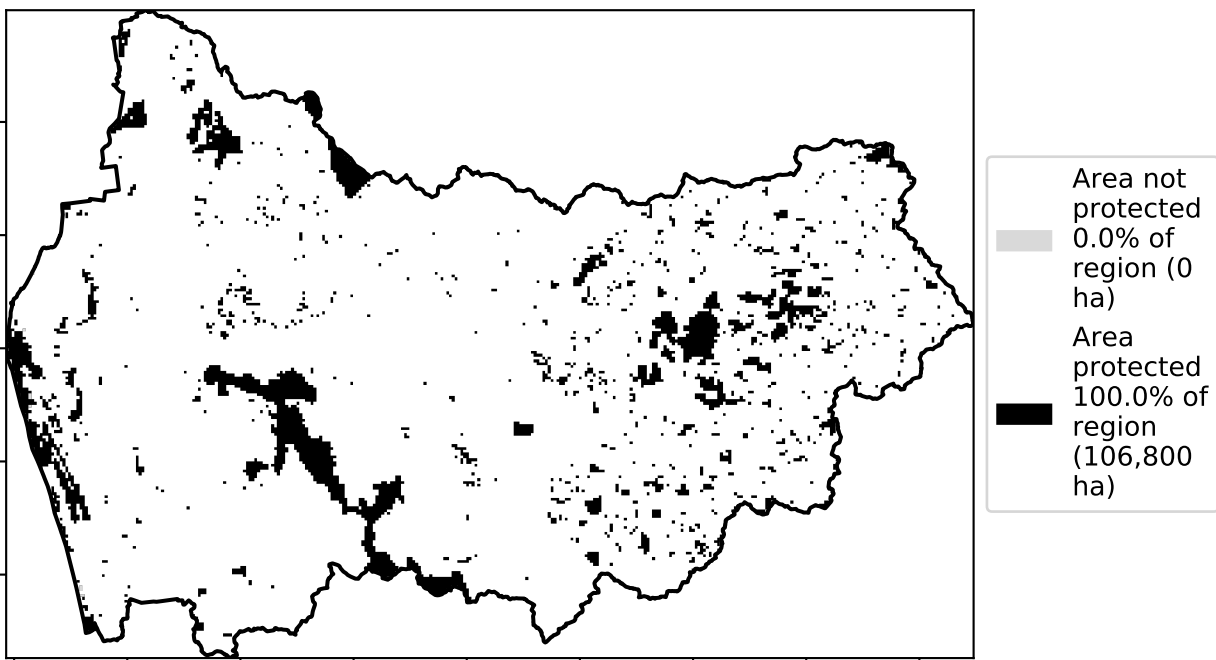 Area not
protected
0.0% of
region (0
ha)
Area
protected
100.0% of
region
(106,800
ha)